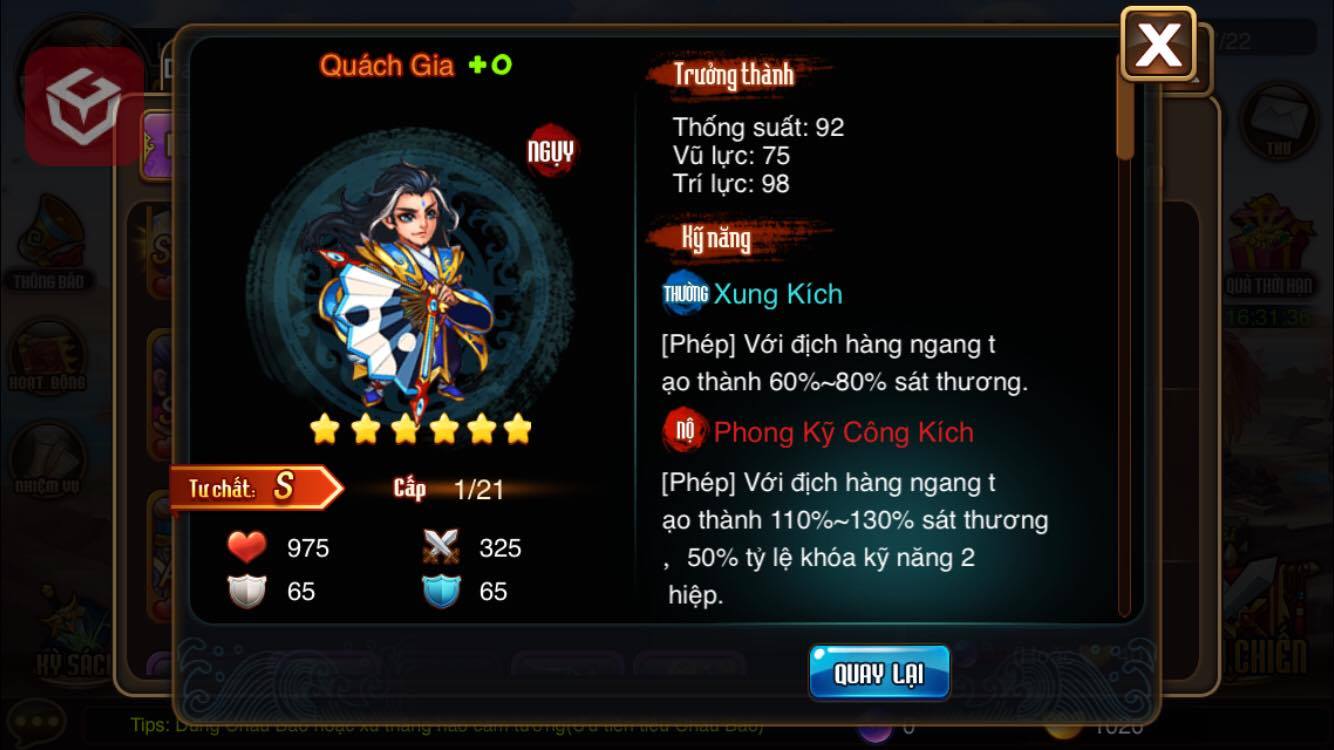 Quách Gia +0
NGỤY
Tư chất: S
Cấp 1/21
975
325
65
65
Trưởng thành
Thống suất: 92
Vũ lực: 75
Trí lực: 98
Kỹ năng
THƯỜNG Xung Kích
[Phép] Với địch hàng ngang t
ạo thành 60%~80% sát thương.
NỘ Phong Kỹ Công Kích
[Phép] Với địch hàng ngang t
ạo thành 110%~130% sát thương
, 50% tỷ lệ khóa kỹ năng 2
hiệp.
QUAY LẠI
X
/22
THƯ
THÔNG BÁO
QUÀ THỜI HẠN
16:31:36
HOẠT ĐỘNG
NHIỆM VỤ
CHIẾN
Tips:
0
1020